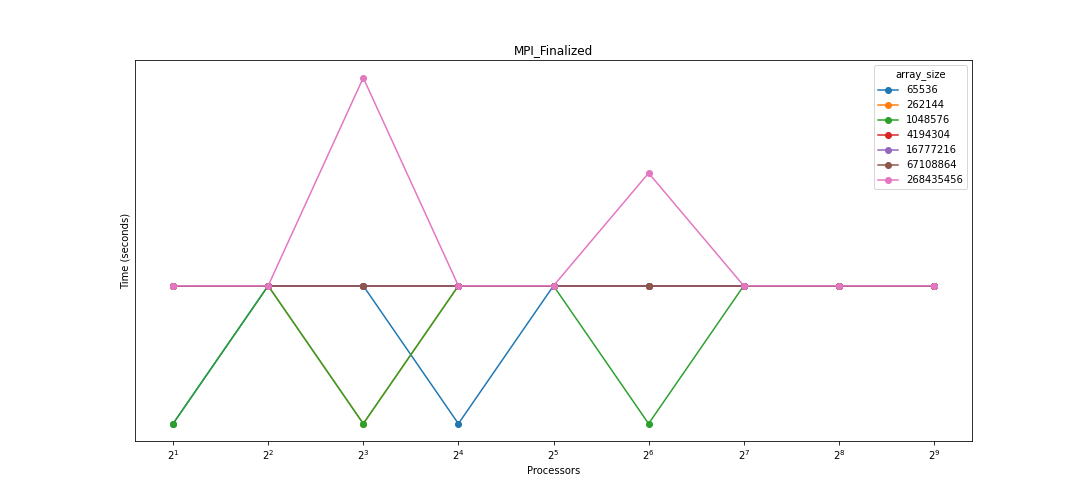 MPI_Finalized
array_size
65536
262144
1048576
4194304
16777216
67108864
268435456
Time (seconds)
2¹ 2² 2³ 2⁴ 2⁵ 2⁶ 2⁷ 2⁸ 2⁹
Processors